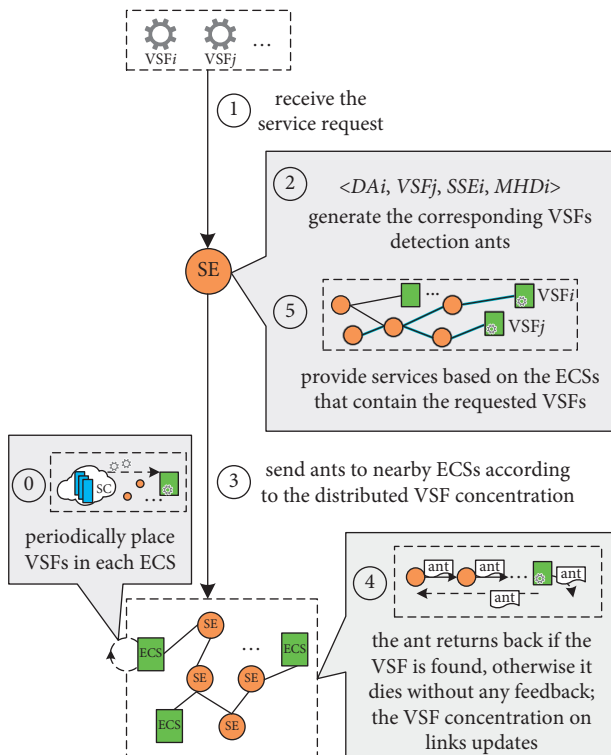 VSFi VSFj ...
1 receive the
service request
2 <DAi, VSFj, SSEi, MHDi>
generate the corresponding VSFs
detection ants
SE
5 ... VSFi
VSFj
provide services based on the ECSs
that contain the requested VSFs
0 SC ...
periodically place
VSFs in each ECS
3 send ants to nearby ECSs according
to the distributed VSF concentration
4 ant ant ... ant
ant
the ant returns back if the
VSF is found, otherwise it
dies without any feedback;
the VSF concentration on
links updates
SE
ECS ... ECS
SE SE
ECS SE